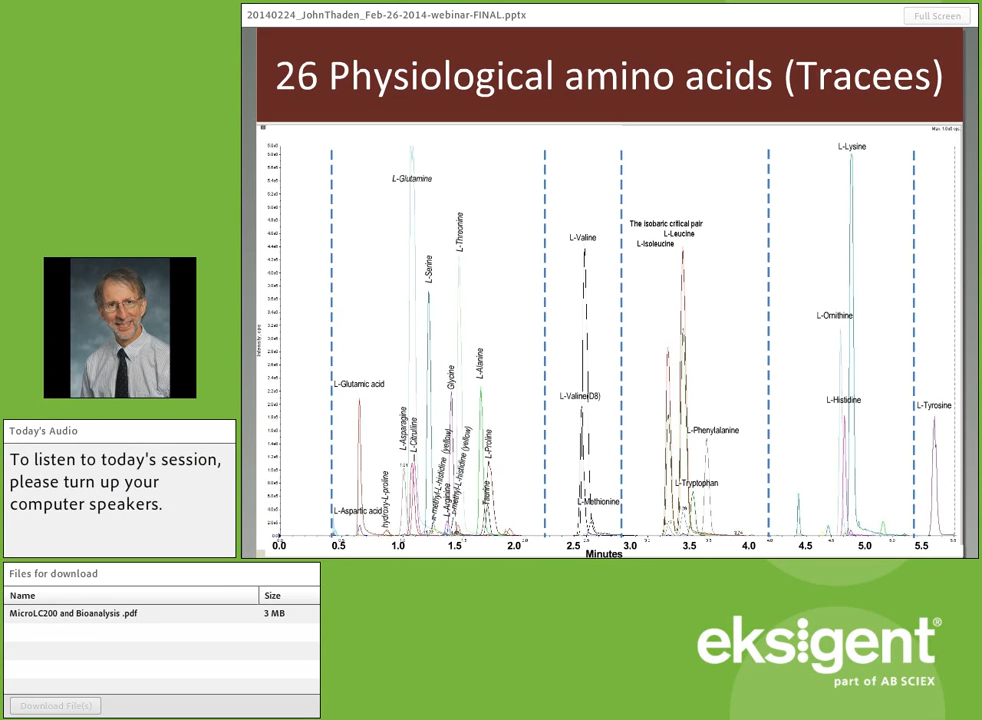 20140224_JohnThaden_Feb-26-2014-webinar-FINAL.pptx
Full Screen
26 Physiological amino acids (Tracees)
L-Glutamic acid
L-Aspartic acid
hydroxy-L-proline
L-Asparagine
L-Citrulline
L-Glutamine
L-Serine
L-Arginine
Glycine
L-Threonine
L-Alanine
L-Taurine
L-Proline
L-Valine
L-Valine(D8)
L-Methionine
The isobaric critical pair
L-Leucine
L-Isoleucine
L-Phenylalanine
L-Tryptophan
L-Lysine
L-Ornithine
L-Histidine
L-Tyrosine
0.0 0.5 1.0 1.5 2.0 2.5 3.0 3.5 4.0 4.5 5.0 5.5
Minutes
Today's Audio
To listen to today's session,
please turn up your
computer speakers.
Files for download
Name Size
MicroLC200 and Bioanalysis .pdf 3 MB
Download File(s)
eksigent®
part of AB SCIEX